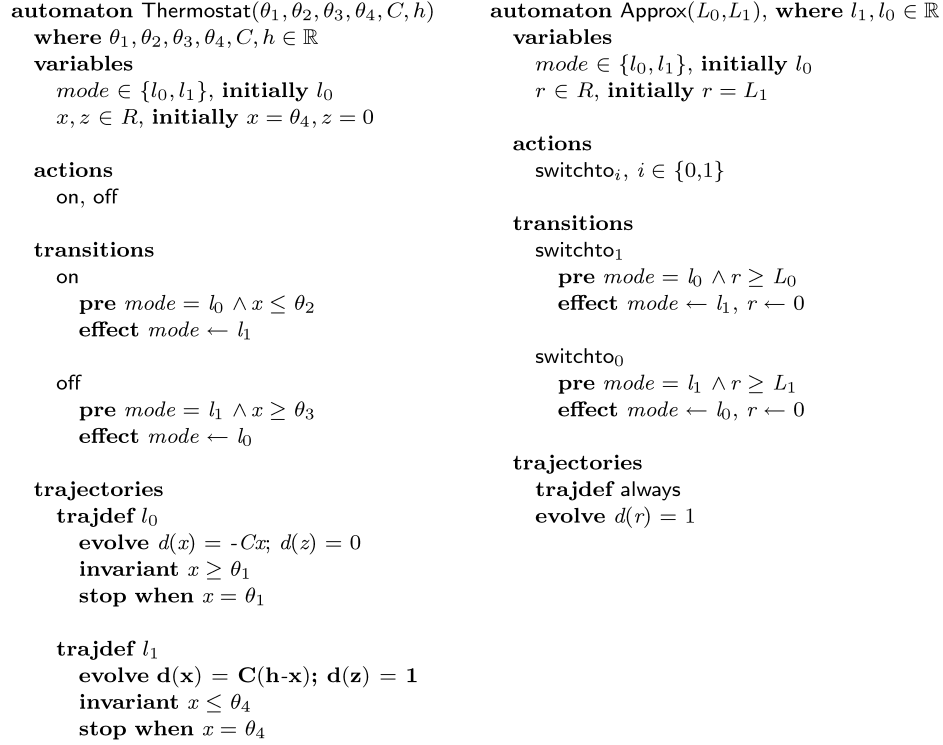 automaton Thermostat(θ₁, θ₂, θ₃, θ₄, C, h)
where θ₁, θ₂, θ₃, θ₄, C, h ∈ ℝ
variables
mode ∈ {l₀, l₁}, initially l₀
x, z ∈ R, initially x = θ₄, z = 0
actions
on, off
transitions
on
pre mode = l₀ ∧ x ≤ θ₂
effect mode ← l₁
off
pre mode = l₁ ∧ x ≥ θ₃
effect mode ← l₀
trajectories
trajdef l₀
evolve d(x) = -Cx; d(z) = 0
invariant x ≥ θ₁
stop when x = θ₁
trajdef l₁
evolve d(x) = C(h-x); d(z) = 1
invariant x ≤ θ₄
stop when x = θ₄
automaton Approx(L₀,L₁), where l₁, l₀ ∈ ℝ
variables
mode ∈ {l₀, l₁}, initially l₀
r ∈ R, initially r = L₁
actions
switchtoᵢ, i ∈ {0,1}
transitions
switchto₁
pre mode = l₀ ∧ r ≥ L₀
effect mode ← l₁, r ← 0
switchto₀
pre mode = l₁ ∧ r ≥ L₁
effect mode ← l₀, r ← 0
trajectories
trajdef always
evolve d(r) = 1